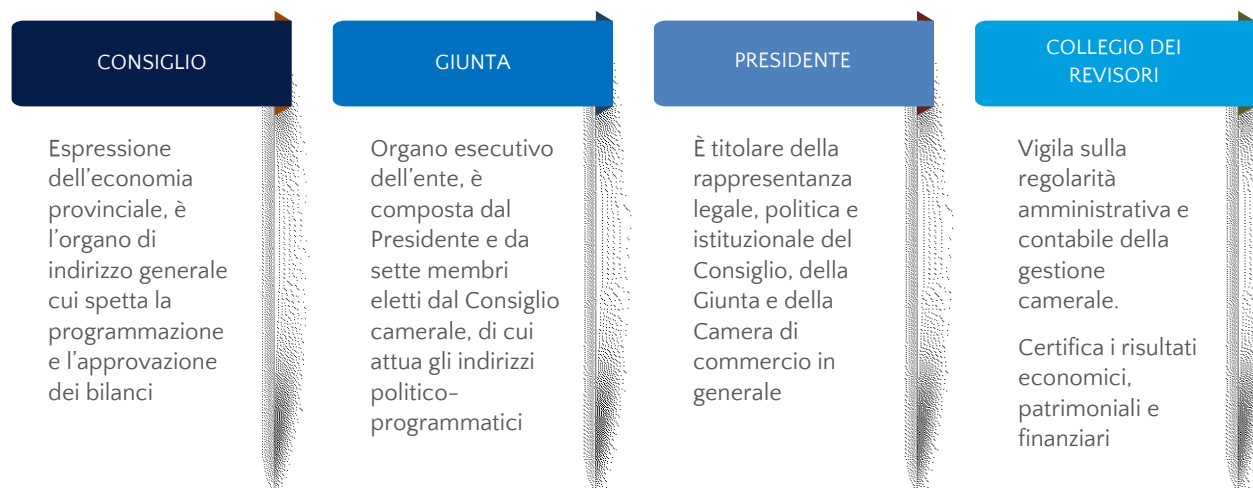 CONSIGLIO
Espressione
dell’economia
provinciale, è
l’organo di
indirizzo generale
cui spetta la
programmazione
e l’approvazione
dei bilanci
GIUNTA
Organo esecutivo
dell’ente, è
composta dal
Presidente e da
sette membri
eletti dal Consiglio
camerale, di cui
attua gli indirizzi
politico-
programmatici
PRESIDENTE
È titolare della
rappresentanza
legale, politica e
istituzionale del
Consiglio, della
Giunta e della
Camera di
commercio in
generale
COLLEGIO DEI
REVISORI
Vigila sulla
regolarità
amministrativa e
contabile della
gestione
camerale.
Certifica i risultati
economici,
patrimoniali e
finanziari